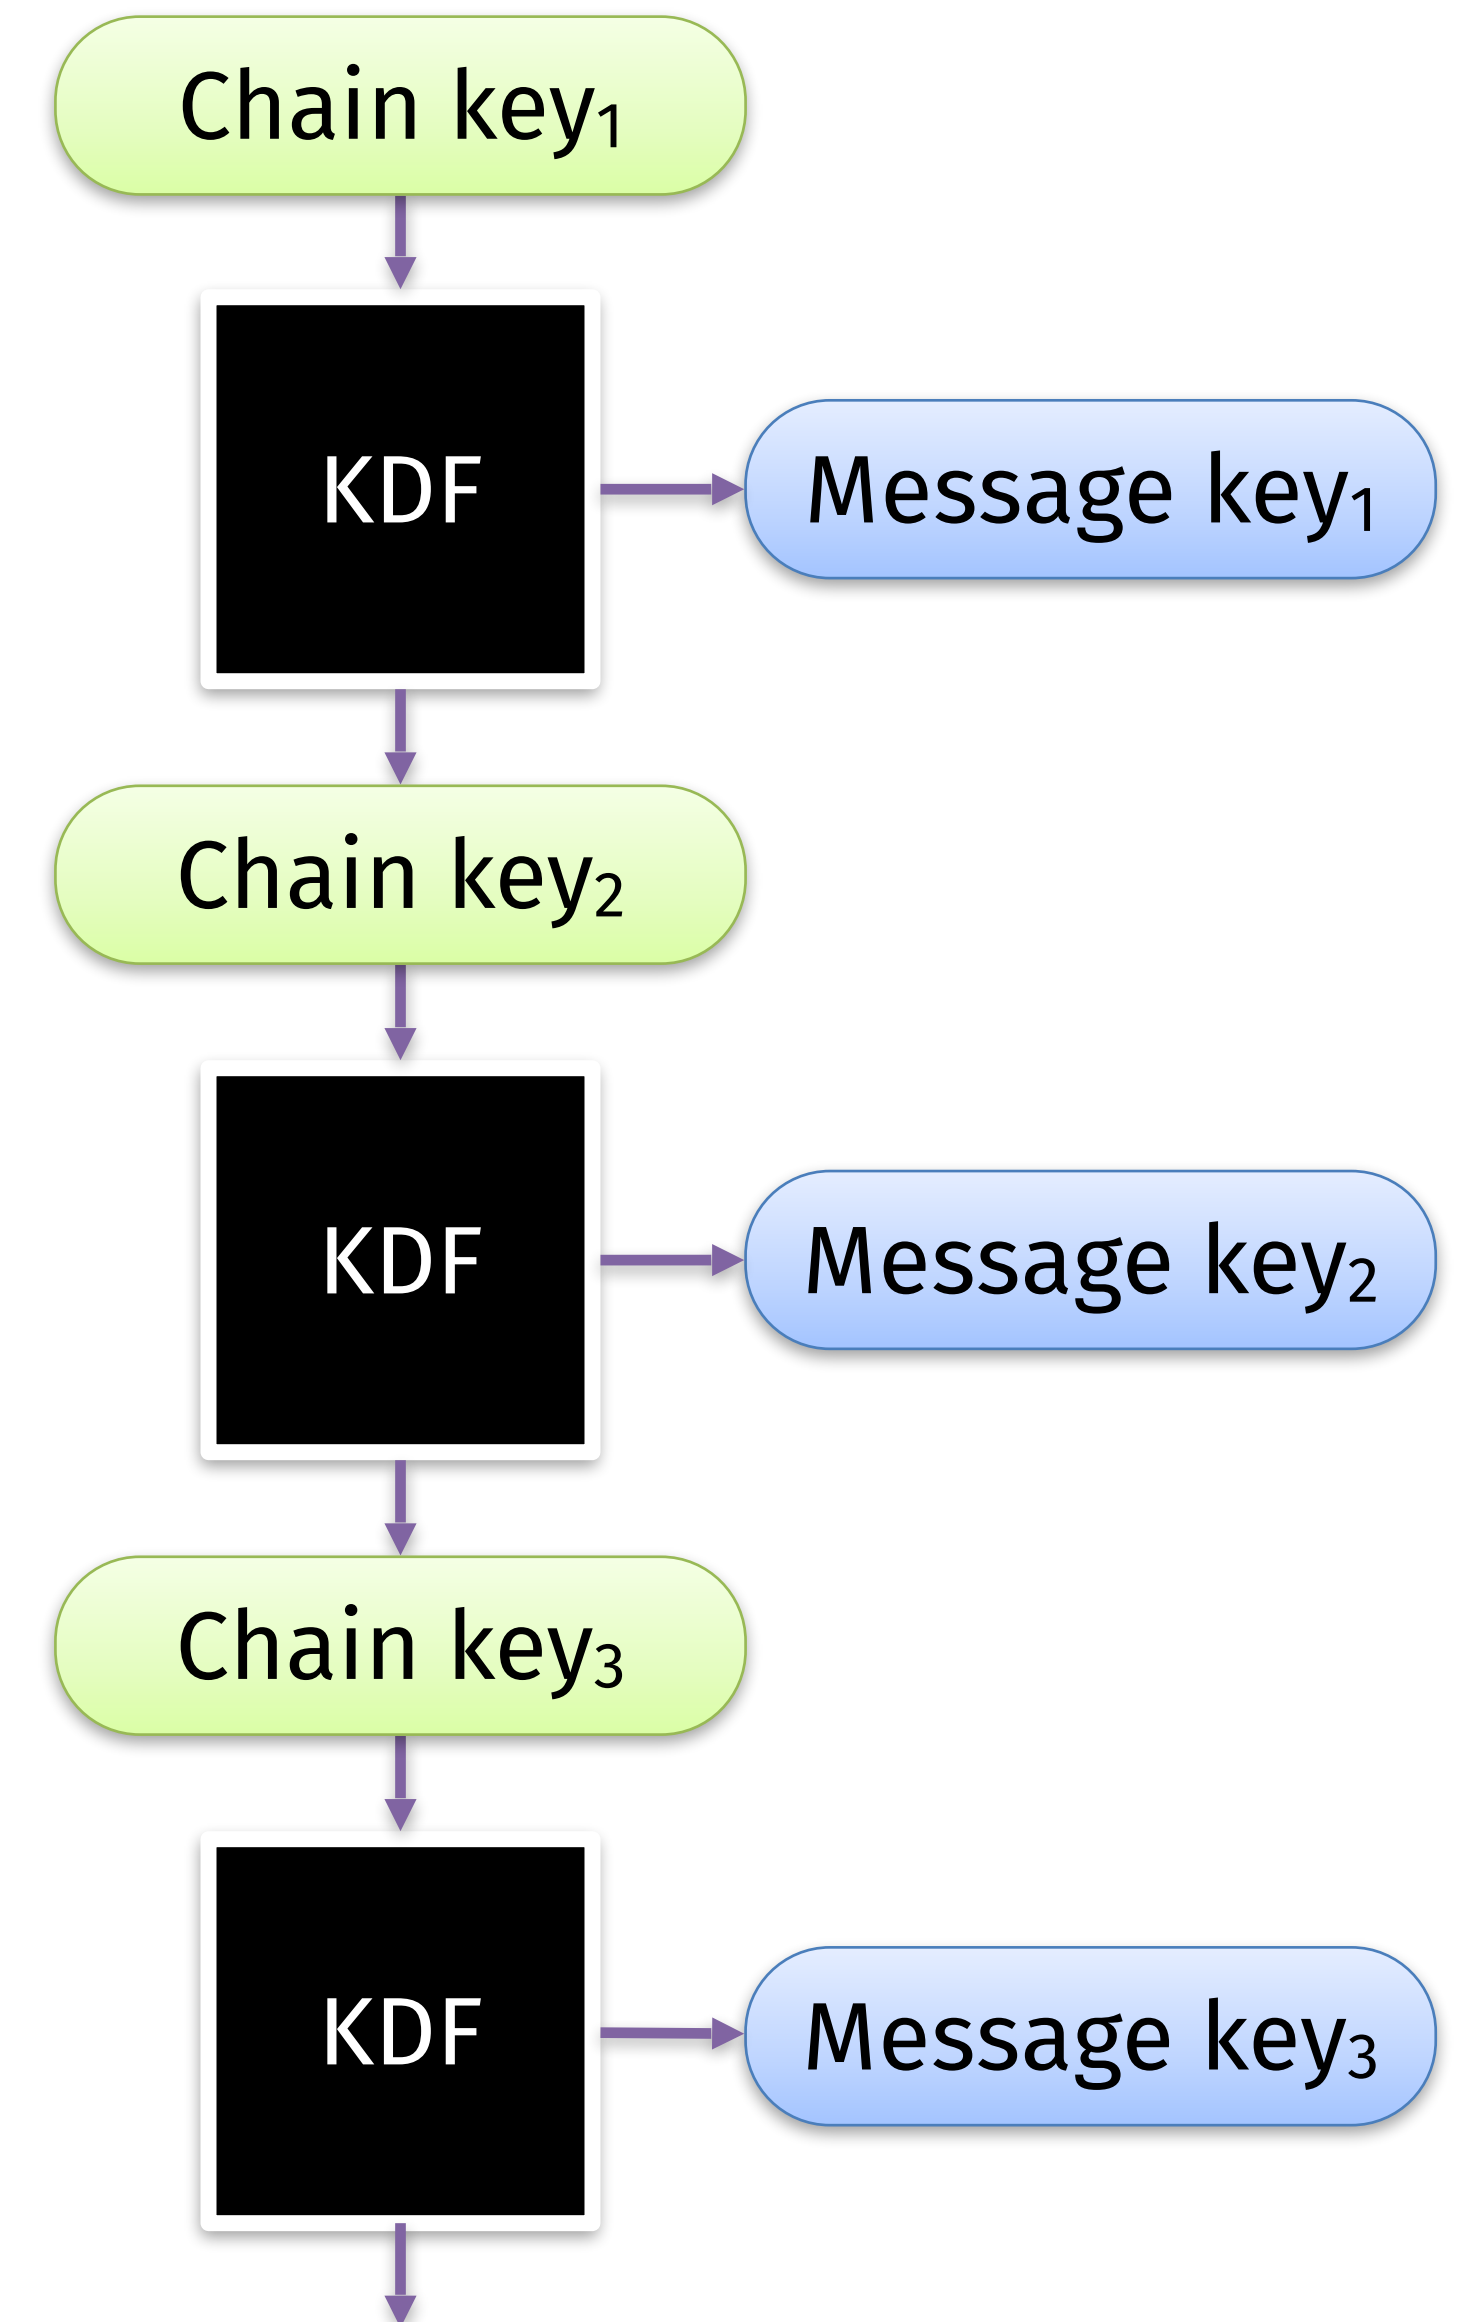 Chain key₁
KDF
Message key₁
Chain key₂
KDF
Message key₂
Chain key₃
KDF
Message key₃